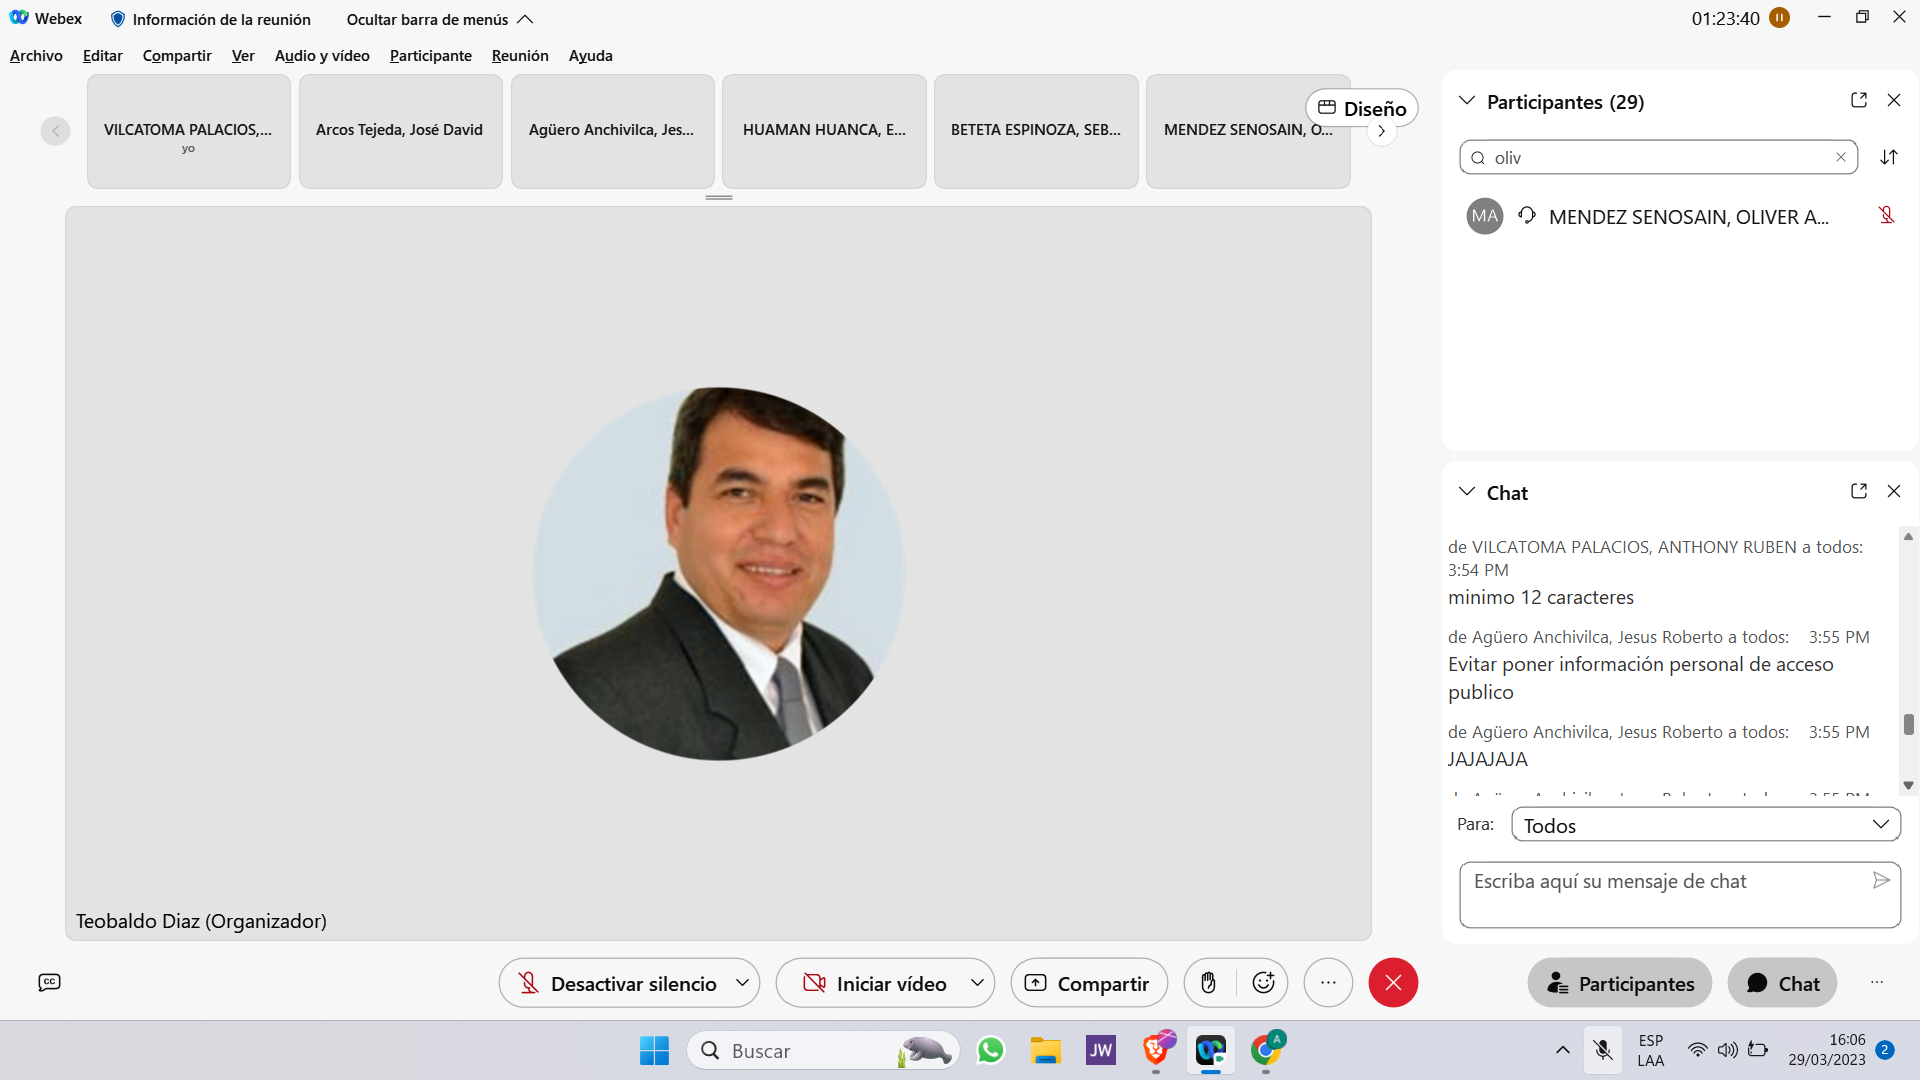 Webex
Información de la reunión
Ocultar barra de menús
01:23:40
Archivo
Editar
Compartir
Ver
Audio y vídeo
Participante
Reunión
Ayuda
VILCATOMA PALACIOS,...
yo
Arcos Tejeda, José David
Agüero Anchivilca, Jes...
HUAMAN HUANCA, E...
BETETA ESPINOZA, SEB...
MENDEZ SENOSAIN, O...
Diseño
Participantes (29)
oliv
MA
MENDEZ SENOSAIN, OLIVER A...
Chat
de VILCATOMA PALACIOS, ANTHONY RUBEN a todos:
3:54 PM
minimo 12 caracteres
de Agüero Anchivilca, Jesus Roberto a todos: 3:55 PM
Evitar poner información personal de acceso
publico
de Agüero Anchivilca, Jesus Roberto a todos: 3:55 PM
JAJAJAJA
Para:
Todos
Escriba aquí su mensaje de chat
Teobaldo Diaz (Organizador)
CC
Desactivar silencio
Iniciar vídeo
Compartir
Participantes
Chat
Buscar
JW
A
ESP
LAA
16:06
29/03/2023
2